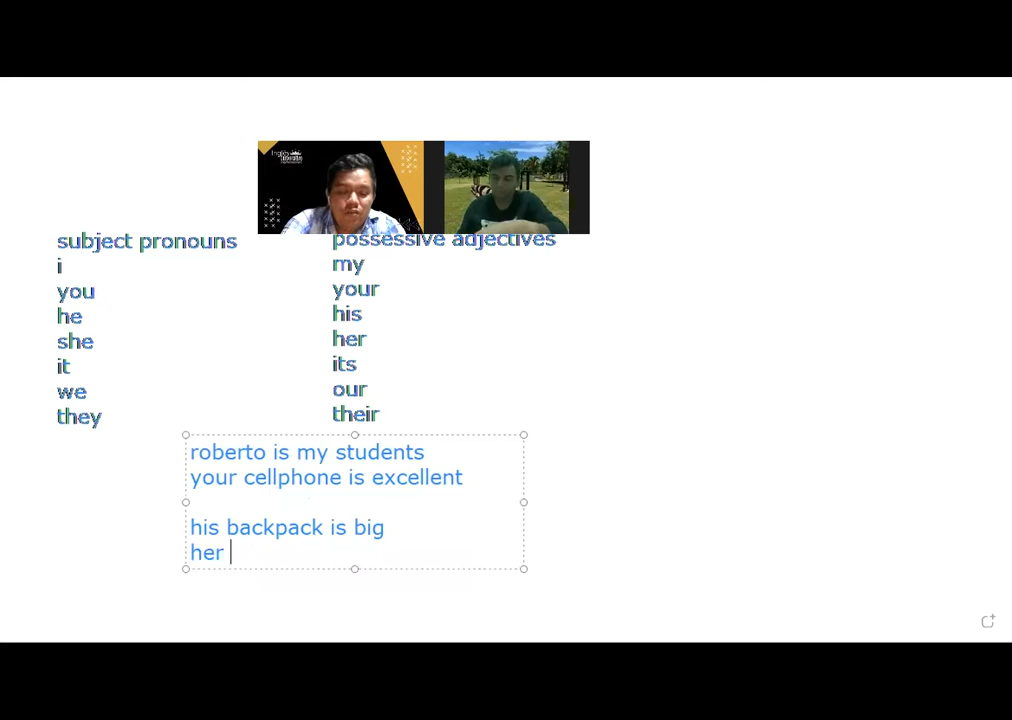 Inglés
subject pronouns
i
you
he
she
it
we
they
possessive adjectives
my
your
his
her
its
our
their
roberto is my students
your cellphone is excellent
his backpack is big
her